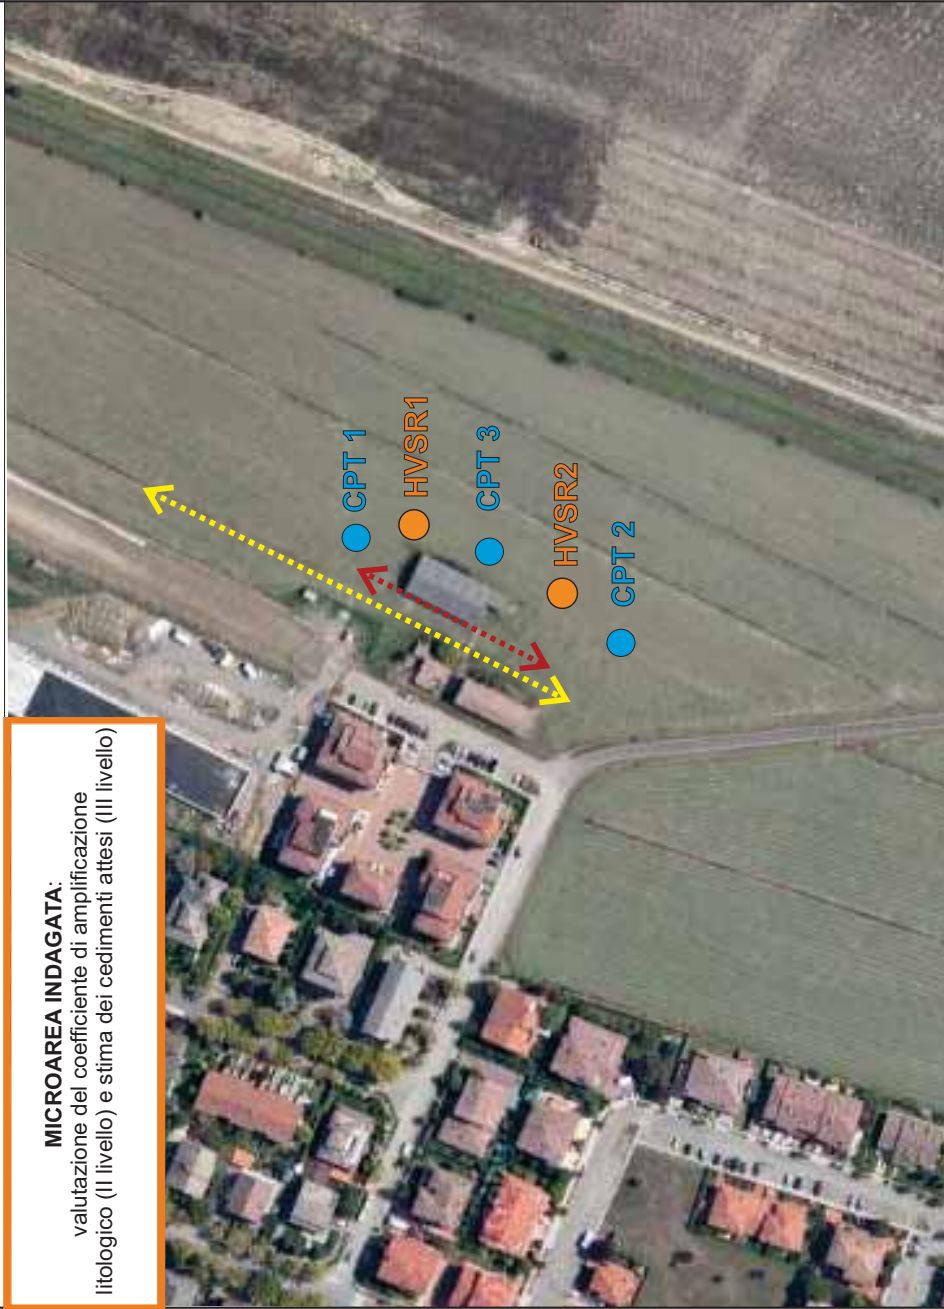 MICROAREA INDAGATA:
valutazione del coefficiente di amplificazione
litologico (II livello) e stima dei cedimenti attesi (III livello)
CPT 1
HVSR1
CPT 3
HVSR2
CPT 2